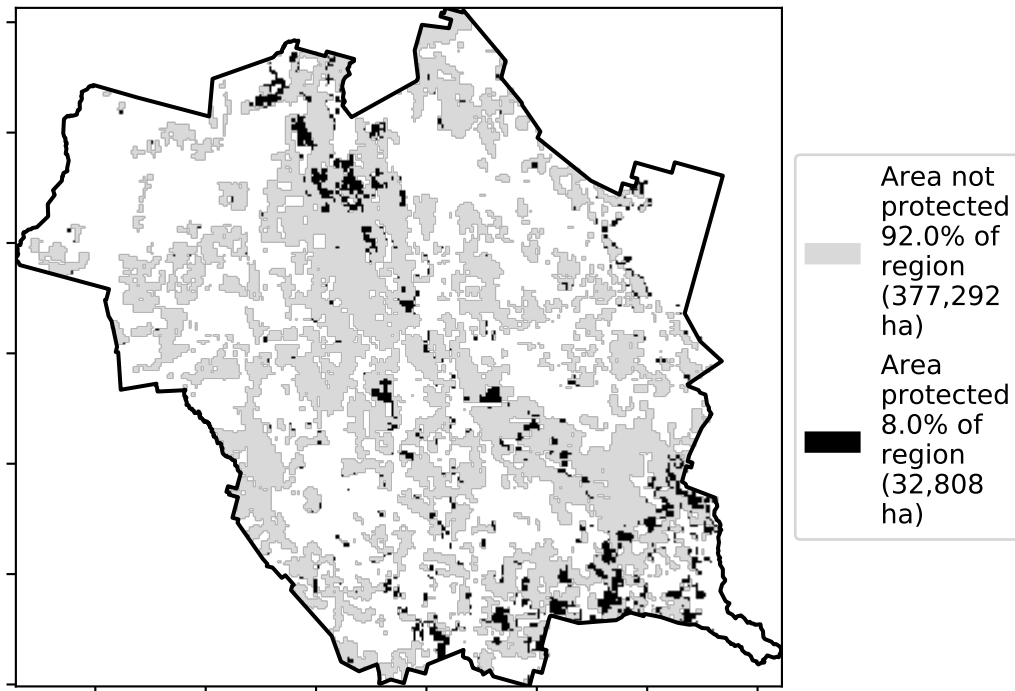 Area not
protected
92.0% of
region
(377,292
ha)
Area
protected
8.0% of
region
(32,808
ha)